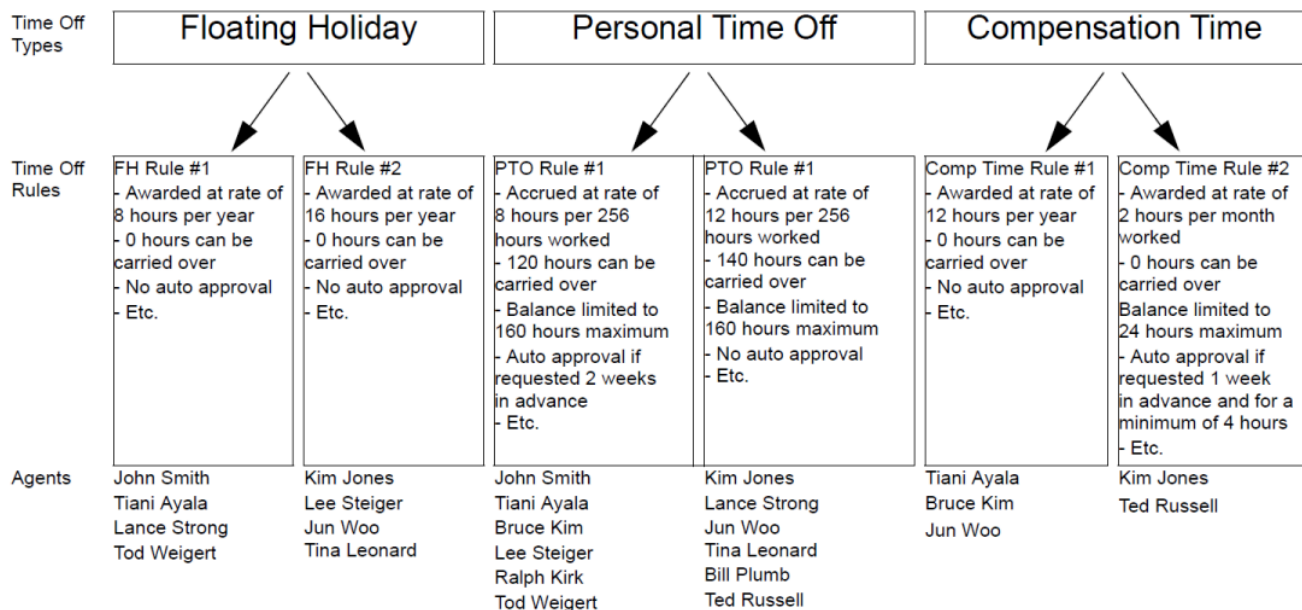 Time Off
Types
Floating Holiday
Personal Time Off
Compensation Time
Time Off
Rules
FH Rule #1
- Awarded at rate of
8 hours per year
- 0 hours can be
carried over
- No auto approval
- Etc.
FH Rule #2
- Awarded at rate of
16 hours per year
- 0 hours can be
carried over
- No auto approval
- Etc.
PTO Rule #1
- Accrued at rate of
8 hours per 256
hours worked
- 120 hours can be
carried over
- Balance limited to
160 hours maximum
- Auto approval if
requested 2 weeks
in advance
- Etc.
PTO Rule #1
- Accrued at rate of
12 hours per 256
hours worked
- 140 hours can be
carried over
- Balance limited to
160 hours maximum
- No auto approval
- Etc.
Comp Time Rule #1
- Awarded at rate of
12 hours per year
- 0 hours can be
carried over
- No auto approval
- Etc.
Comp Time Rule #2
- Awarded at rate of
2 hours per month
worked
- 0 hours can be
carried over
Balance limited to
24 hours maximum
- Auto approval if
requested 1 week
in advance and for a
minimum of 4 hours
- Etc.
Agents
John Smith
Tiani Ayala
Lance Strong
Tod Weigert
Kim Jones
Lee Steiger
Jun Woo
Tina Leonard
John Smith
Tiani Ayala
Bruce Kim
Lee Steiger
Ralph Kirk
Tod Weigert
Kim Jones
Lance Strong
Jun Woo
Tina Leonard
Bill Plumb
Ted Russell
Tiani Ayala
Bruce Kim
Jun Woo
Kim Jones
Ted Russell